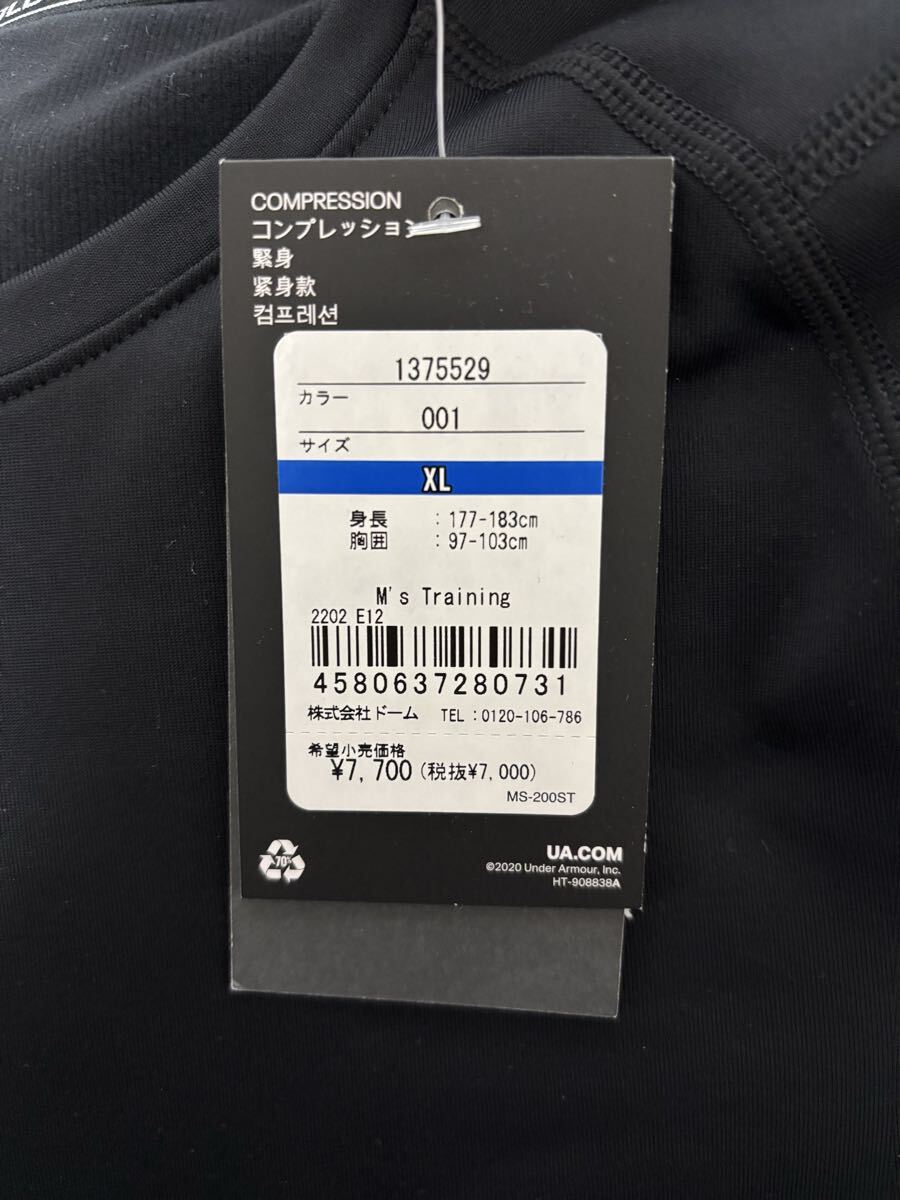 COMPRESSION
コンプレッション
緊身
紧身款
컴프레션
1375529
カラー
001
サイズ
XL
身長 : 177-183cm
胸囲 : 97-103cm
M's Training
2202 E12
4580637280731
株式会社ドーム TEL:0120-106-786
希望小売価格
¥7,700(税抜¥7,000)
MS-200ST
70%
UA.COM
©2020 Under Armour, Inc.
HT-908838A